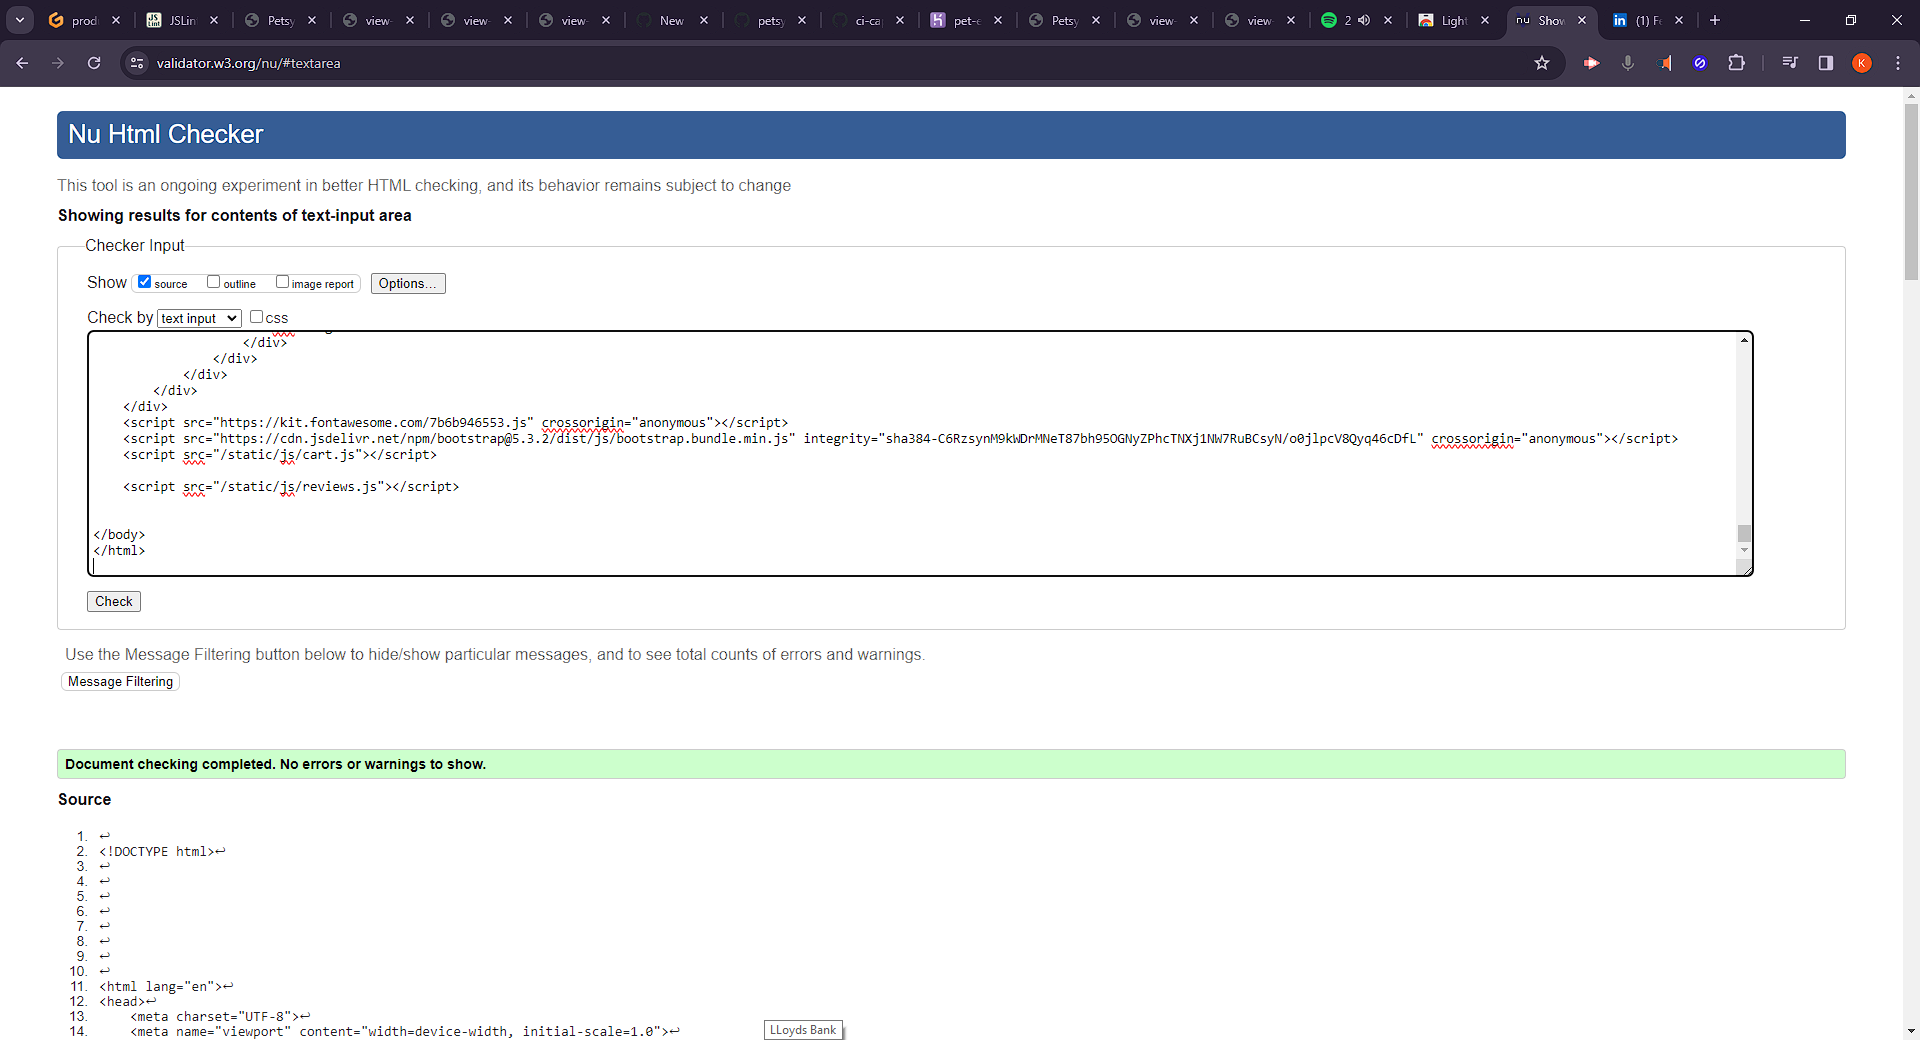 prod
JSLin
Petsy
view-
view-
view-
New
petsy
ci-ca
pet-e
Petsy
view-
view-
2
Light
Show
(1) Fe
validator.w3.org/nu/#textarea
K
Nu Html Checker
This tool is an ongoing experiment in better HTML checking, and its behavior remains subject to change
Showing results for contents of text-input area
Checker Input
Show source outline image report Options...
Check by text input css
</div>
</div>
</div>
</div>
</div>
<script src="https://kit.fontawesome.com/7b6b946553.js" crossorigin="anonymous"></script>
<script src="https://cdn.jsdelivr.net/npm/bootstrap@5.3.2/dist/js/bootstrap.bundle.min.js" integrity="sha384-C6RzsynM9kWDrMNeT87bh95OGNyZPhcTNXj1NW7RuBCsyN/o0jlpcV8Qyq46cDfL" crossorigin="anonymous"></script>
<script src="/static/js/cart.js"></script>
<script src="/static/js/reviews.js"></script>
</body>
</html>
Check
Use the Message Filtering button below to hide/show particular messages, and to see total counts of errors and warnings.
Message Filtering
Document checking completed. No errors or warnings to show.
Source
1. ↩
2. <!DOCTYPE html>↩
3. ↩
4. ↩
5. ↩
6. ↩
7. ↩
8. ↩
9. ↩
10. ↩
11. <html lang="en">↩
12. <head>↩
13. <meta charset="UTF-8">↩
14. <meta name="viewport" content="width=device-width, initial-scale=1.0">↩
LLoyds Bank